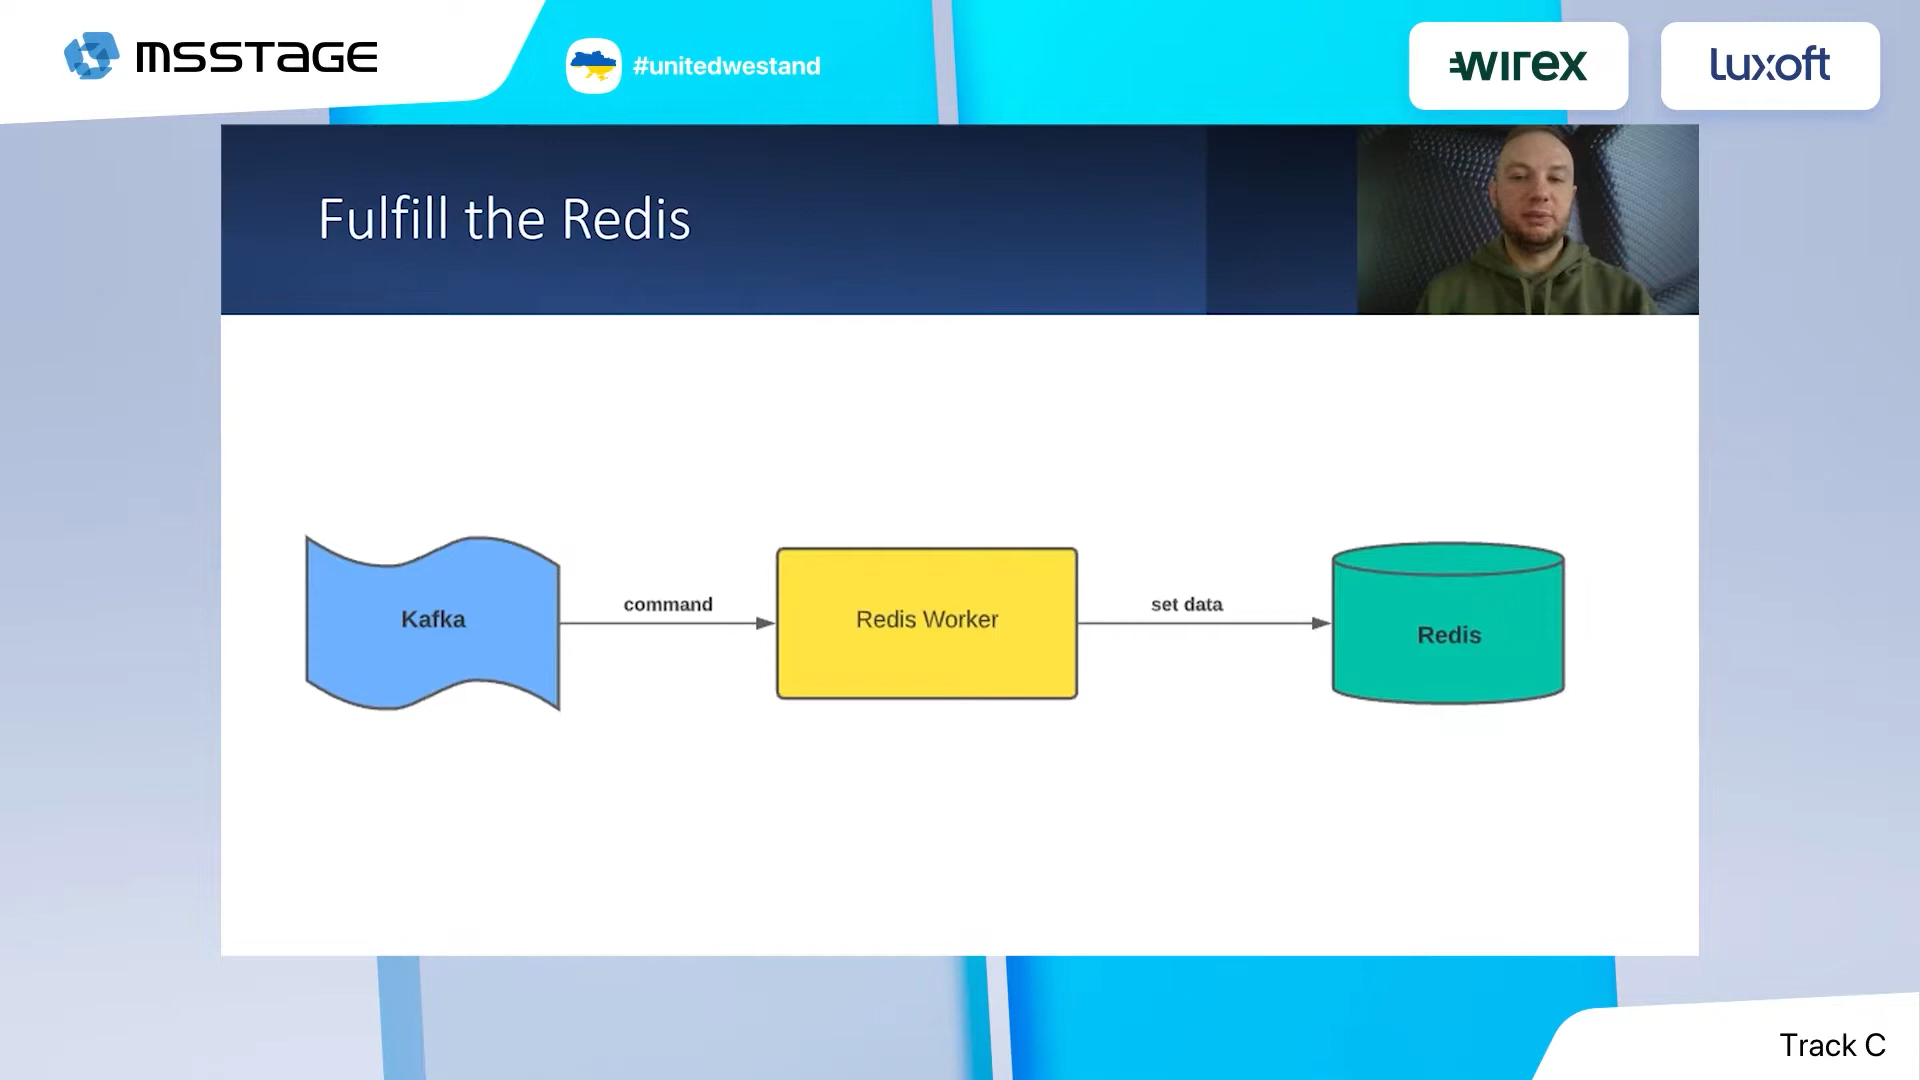 MSSTAGE
#unitedwestand
wirex
luxoft
Fulfill the Redis
Kafka
command
Redis Worker
set data
Redis
Track C